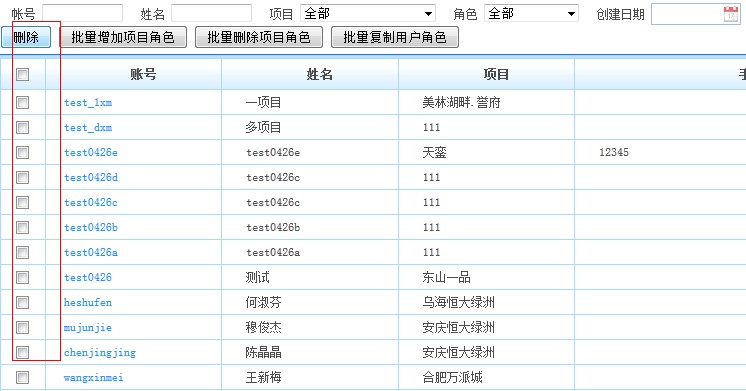 帐号 姓名 项目 全部 角色 全部 创建日期
删除 批量增加项目角色 批量删除项目角色 批量复制用户角色
账号 姓名 项目
test_1xm 一项目 美林湖畔.誉府
test_dxm 多项目 111
test0426e test0426e 天銮 12345
test0426d test0426c 111
test0426c test0426c 111
test0426b test0426b 111
test0426a test0426a 111
test0426 测试 东山一品
heshufen 何淑芬 乌海恒大绿洲
mujunjie 穆俊杰 安庆恒大绿洲
chenjingjing 陈晶晶 安庆恒大绿洲
wangxinmei 王新梅 合肥万派城